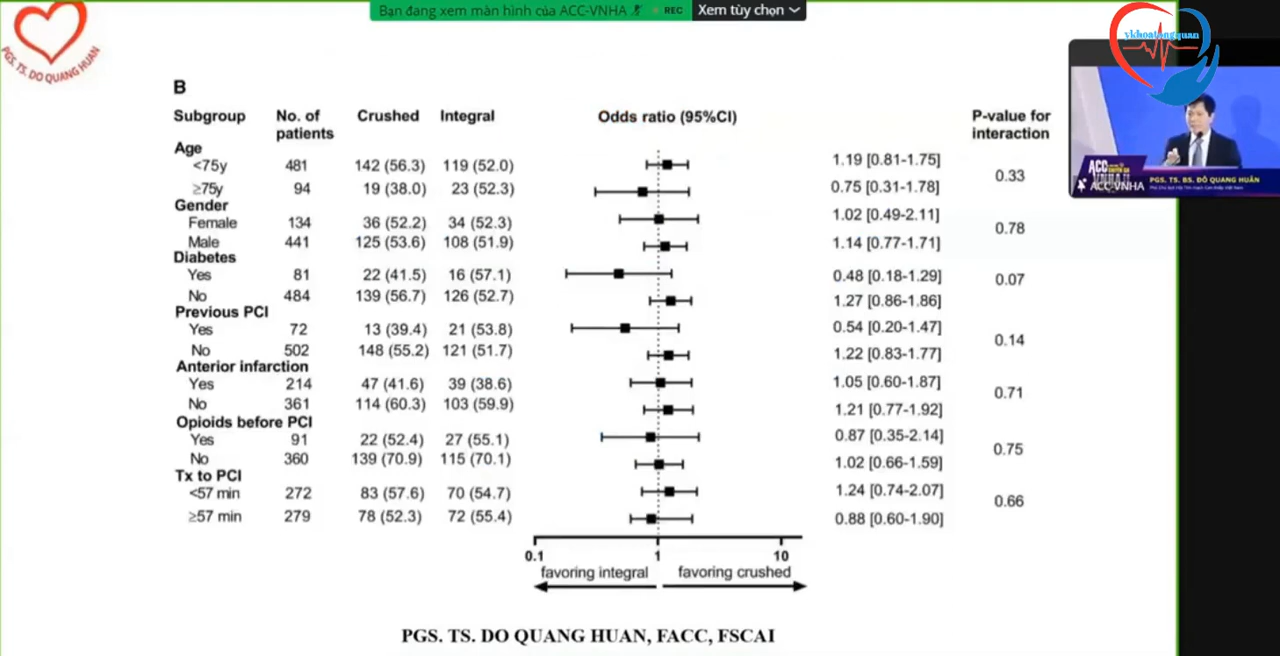 Bạn đang xem màn hình của ACC-VNHA
REC
Xem tùy chọn
PGS. TS. DO QUANG HUAN
ykhoatongquan
B
Subgroup No. of patients Crushed Integral Odds ratio (95%CI) P-value for interaction
Age
<75y 481 142 (56.3) 119 (52.0) 1.19 [0.81-1.75]
0.33
≥75y 94 19 (38.0) 23 (52.3) 0.75 [0.31-1.78]
Gender
Female 134 36 (52.2) 34 (52.3) 1.02 [0.49-2.11]
0.78
Male 441 125 (53.6) 108 (51.9) 1.14 [0.77-1.71]
Diabetes
Yes 81 22 (41.5) 16 (57.1) 0.48 [0.18-1.29]
0.07
No 484 139 (56.7) 126 (52.7) 1.27 [0.86-1.86]
Previous PCI
Yes 72 13 (39.4) 21 (53.8) 0.54 [0.20-1.47]
0.14
No 502 148 (55.2) 121 (51.7) 1.22 [0.83-1.77]
Anterior infarction
Yes 214 47 (41.6) 39 (38.6) 1.05 [0.60-1.87]
0.71
No 361 114 (60.3) 103 (59.9) 1.21 [0.77-1.92]
Opioids before PCI
Yes 91 22 (52.4) 27 (55.1) 0.87 [0.35-2.14]
0.75
No 360 139 (70.9) 115 (70.1) 1.02 [0.66-1.59]
Tx to PCI
<57 min 272 83 (57.6) 70 (54.7) 1.24 [0.74-2.07]
0.66
≥57 min 279 78 (52.3) 72 (55.4) 0.88 [0.60-1.90]
0.1 1 10
favoring integral favoring crushed
PGS. TS. DO QUANG HUAN, FACC, FSCAI
ACC
ACC-VNHA
PGS. TS. BS. ĐỖ QUANG HUÂN